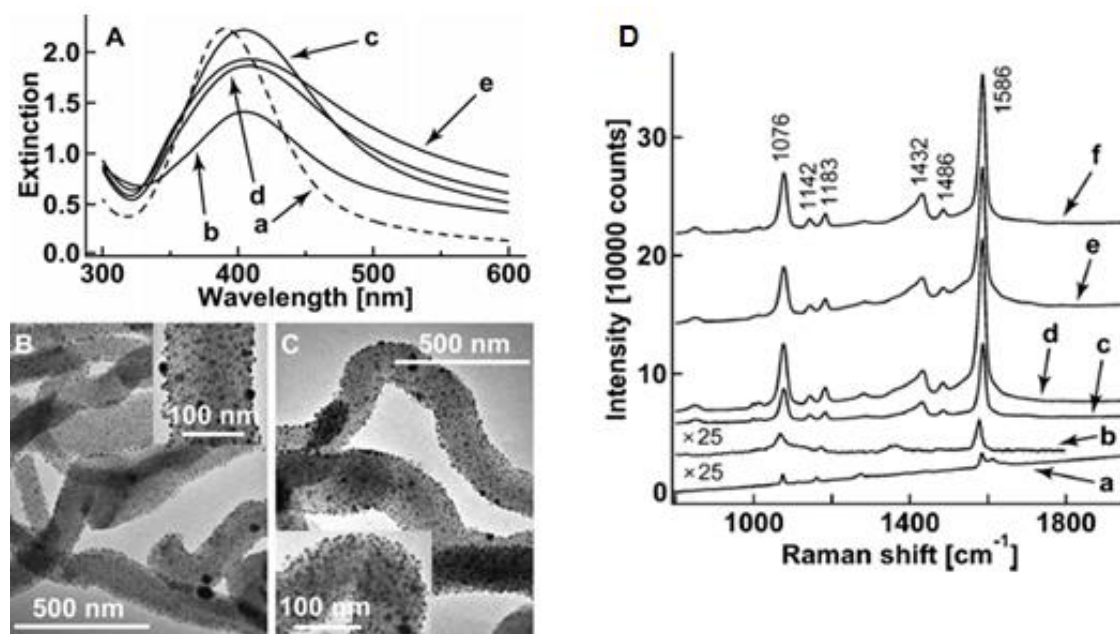 A
2.0
1.5
1.0
0.5
0.0
Extinction
c
e
d
a
b
300
400
500
600
Wavelength [nm]
B
100 nm
500 nm
C
500 nm
100 nm
D
30
20
10
0
Intensity [10000 counts]
1076
1142
1183
1432
1486
1586
f
e
d
c
×25
b
×25
a
1000
1400
1800
Raman shift [cm⁻¹]